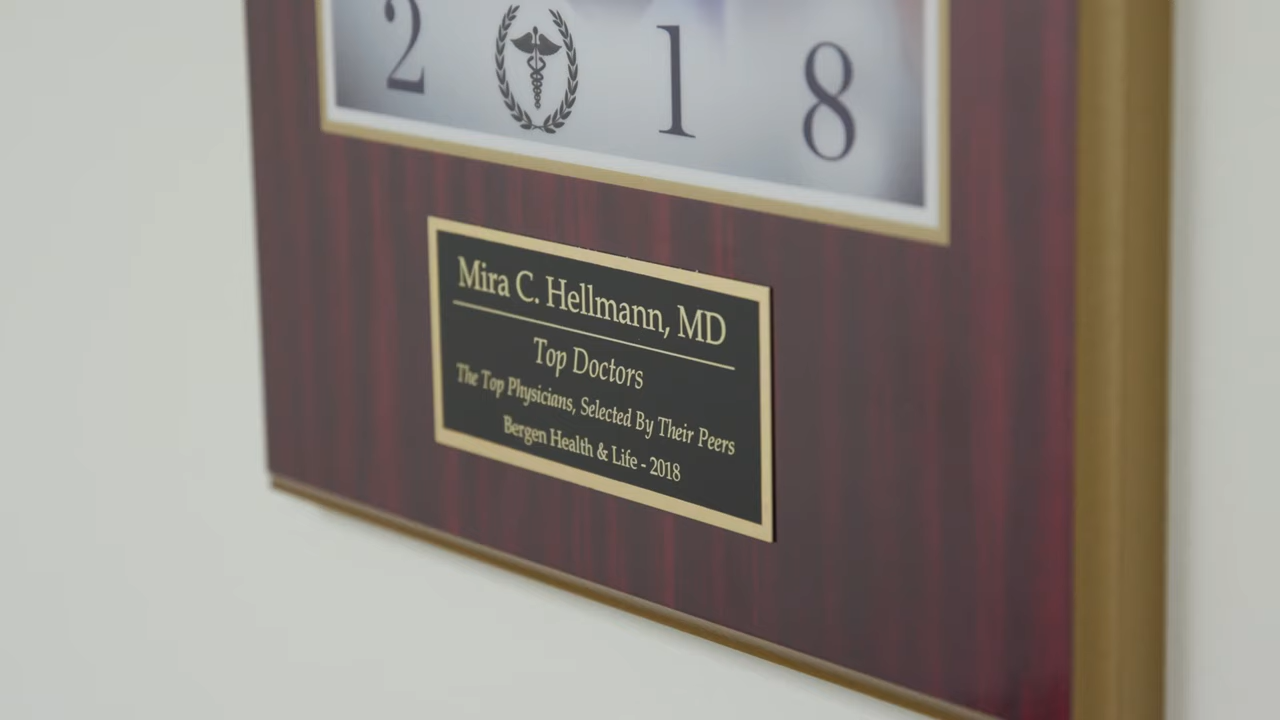 2 1 8
Mira C. Hellmann, MD
Top Doctors
The Top Physicians, Selected By Their Peers
Bergen Health & Life - 2018